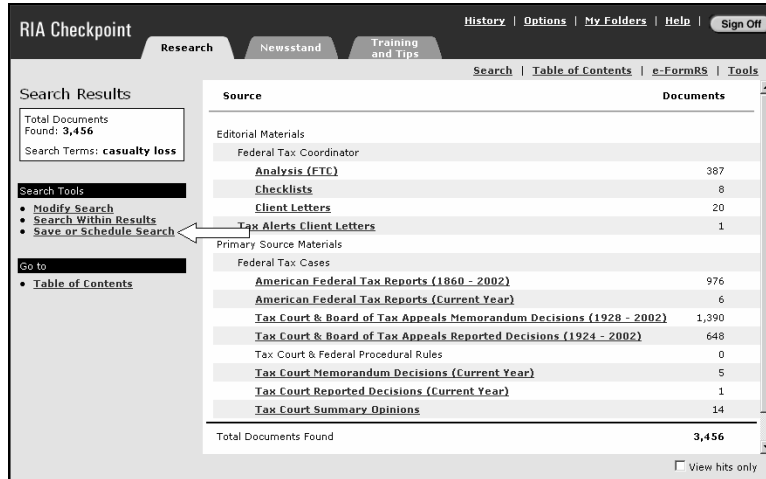 RIA Checkpoint
History | Options | My Folders | Help | Sign Off
Research
Newsstand
Training
and Tips
Search | Table of Contents | e-FormRS | Tools
Search Results
Total Documents
Found: 3,456
Search Terms: casualty loss
Search Tools
• Modify Search
• Search Within Results
• Save or Schedule Search
Go to
• Table of Contents
Source Documents
Editorial Materials
Federal Tax Coordinator
Analysis (FTC) 387
Checklists 8
Client Letters 20
Tax Alerts Client Letters 1
Primary Source Materials
Federal Tax Cases
American Federal Tax Reports (1860 - 2002) 976
American Federal Tax Reports (Current Year) 6
Tax Court & Board of Tax Appeals Memorandum Decisions (1928 - 2002) 1,390
Tax Court & Board of Tax Appeals Reported Decisions (1924 - 2002) 648
Tax Court & Federal Procedural Rules 0
Tax Court Memorandum Decisions (Current Year) 5
Tax Court Reported Decisions (Current Year) 1
Tax Court Summary Opinions 14
Total Documents Found 3,456
View hits only